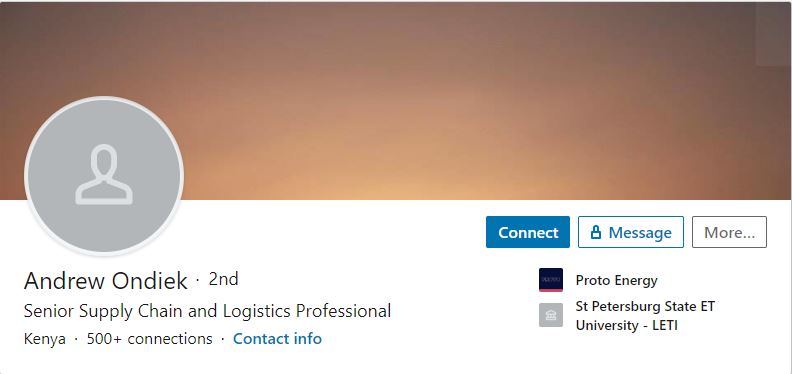 Connect
Message
More...
Andrew Ondiek · 2nd
Senior Supply Chain and Logistics Professional
Kenya · 500+ connections · Contact info
Proto Energy
St Petersburg State ET
University - LETI